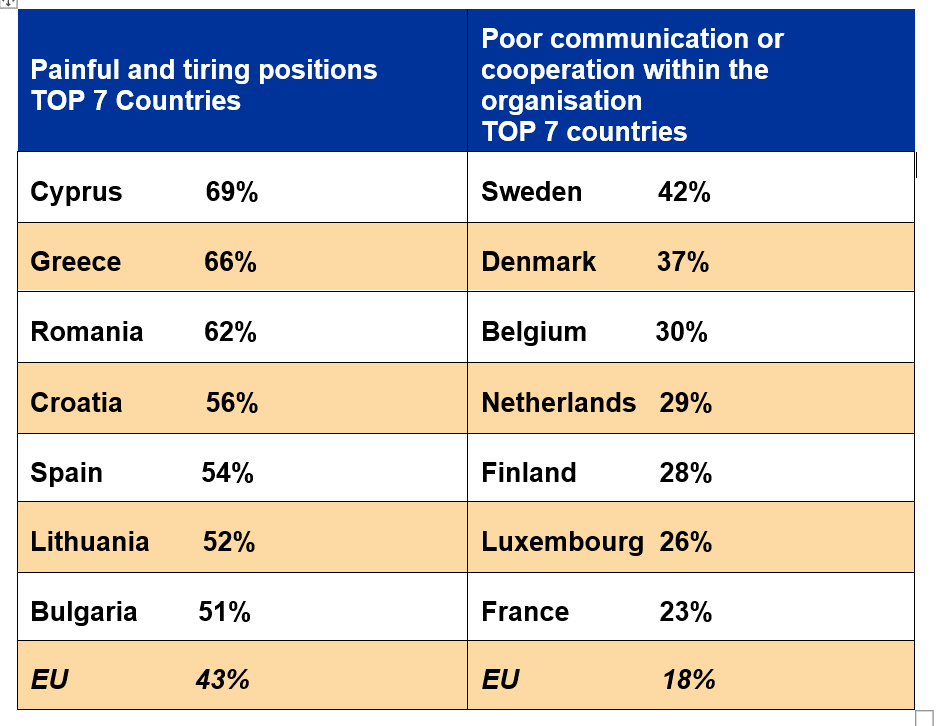 Painful and tiring positions
TOP 7 Countries
Poor communication or
cooperation within the
organisation
TOP 7 countries
Cyprus 69% Sweden 42%
Greece 66% Denmark 37%
Romania 62% Belgium 30%
Croatia 56% Netherlands 29%
Spain 54% Finland 28%
Lithuania 52% Luxembourg 26%
Bulgaria 51% France 23%
EU 43% EU 18%